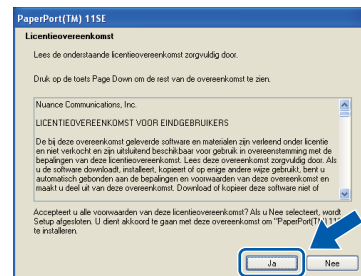 PaperPort(TM) 11SE
Licentieovereenkomst
Lees de onderstaande licentieovereenkomst zorgvuldig door.
Druk op de toets Page Down om de rest van de overeenkomst te zien.
Nuance Communications, Inc.
LICENTIEOVEREENKOMST VOOR EINDGEBRUIKERS
De bij deze overeenkomst geleverde software en materialen zijn verleend onder licentie
en niet verkocht en zijn uitsluitend beschikbaar voor gebruik in overeenstemming met de
bepalingen van deze licentieovereenkomst. Lees deze overeenkomst zorgvuldig door. Als
u de software downloadt, installeert, kopieert of op enige andere wijze gebruikt, bent u
automatisch gebonden aan de bepalingen en voorwaarden van deze overeenkomst en
maakt u deel uit van deze overeenkomst. Download of kopieer deze software niet of
Accepteert u alle voorwaarden van deze licentieovereenkomst? Als u Nee selecteert, wordt
Setup afgesloten. U dient akkoord te gaan met deze overeenkomst om "PaperPort(TM) 11SE
te installeren.
Ja
Nee